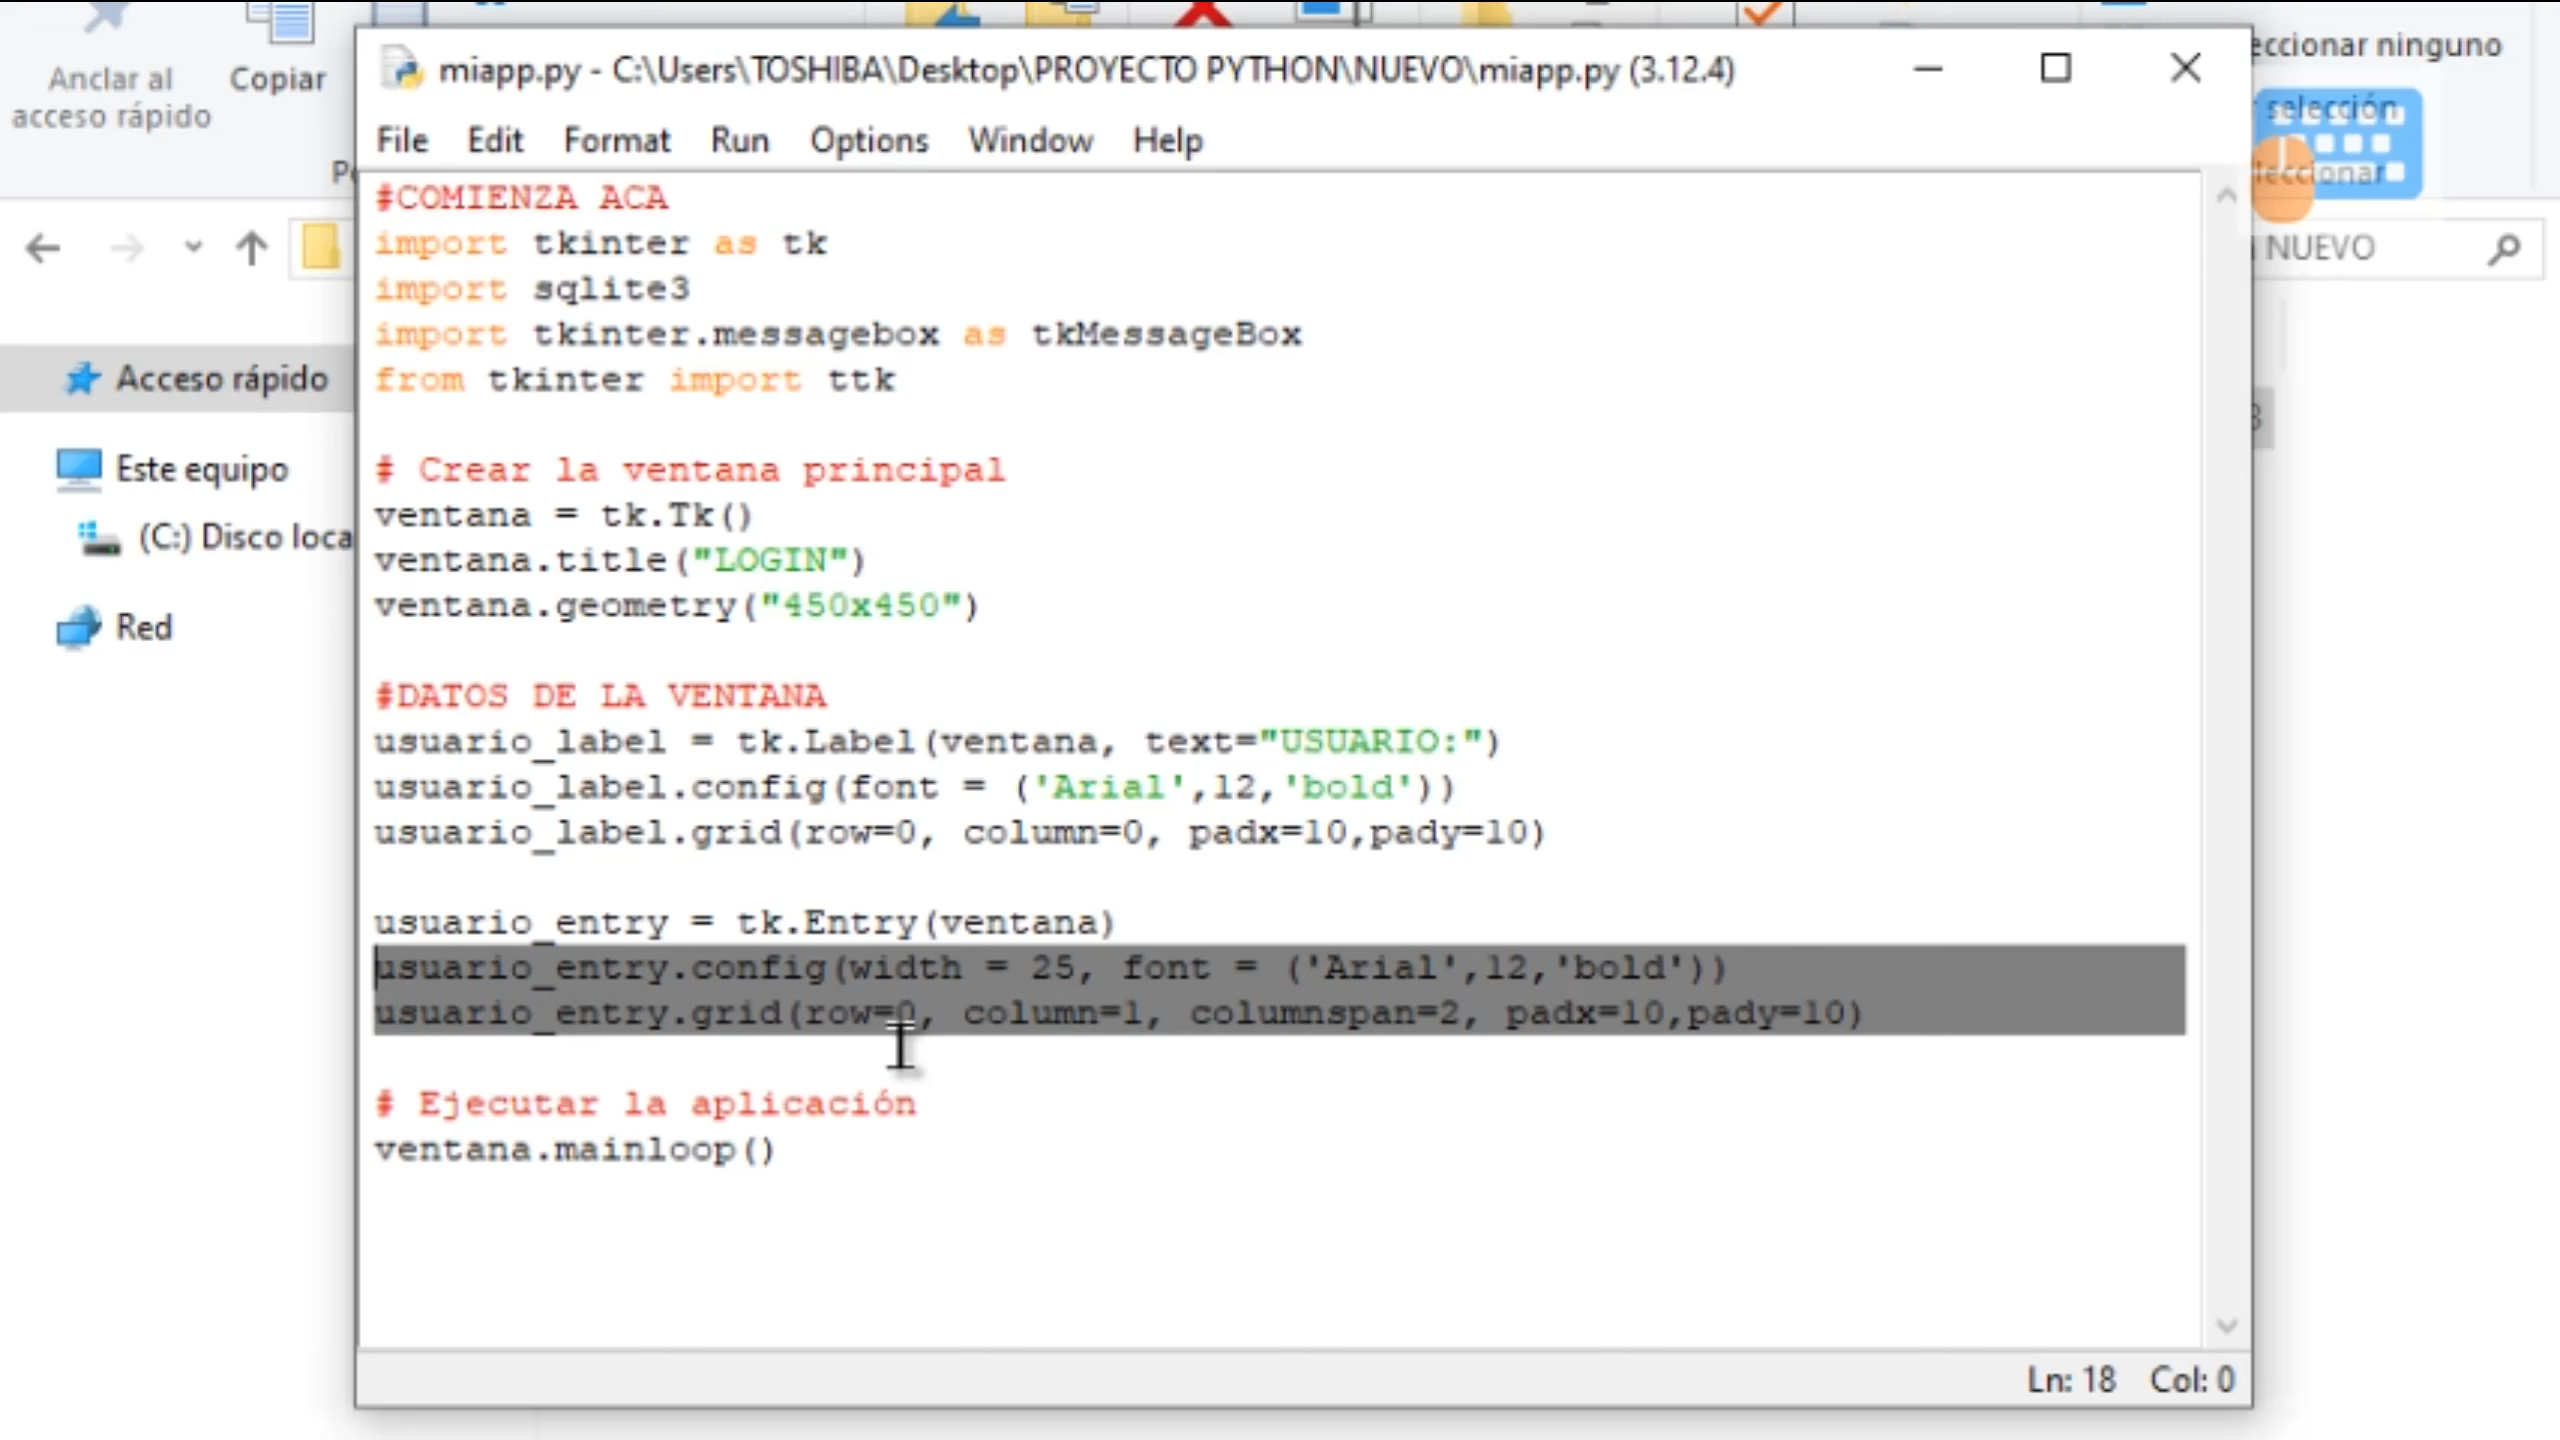 Anclar al
acceso rápido
Copiar
eccionar ninguno
selección
leccionar
NUEVO
Acceso rápido
Este equipo
(C:) Disco loca
Red
miapp.py - C:\Users\TOSHIBA\Desktop\PROYECTO PYTHON\NUEVO\miapp.py (3.12.4)
File Edit Format Run Options Window Help
#COMIENZA ACA
import tkinter as tk
import sqlite3
import tkinter.messagebox as tkMessageBox
from tkinter import ttk
# Crear la ventana principal
ventana = tk.Tk()
ventana.title("LOGIN")
ventana.geometry("450x450")
#DATOS DE LA VENTANA
usuario_label = tk.Label(ventana, text="USUARIO:")
usuario_label.config(font = ('Arial',12,'bold'))
usuario_label.grid(row=0, column=0, padx=10,pady=10)
usuario_entry = tk.Entry(ventana)
usuario_entry.config(width = 25, font = ('Arial',12,'bold'))
usuario_entry.grid(row=0, column=1, columnspan=2, padx=10,pady=10)
# Ejecutar la aplicación
ventana.mainloop()
Ln: 18 Col: 0